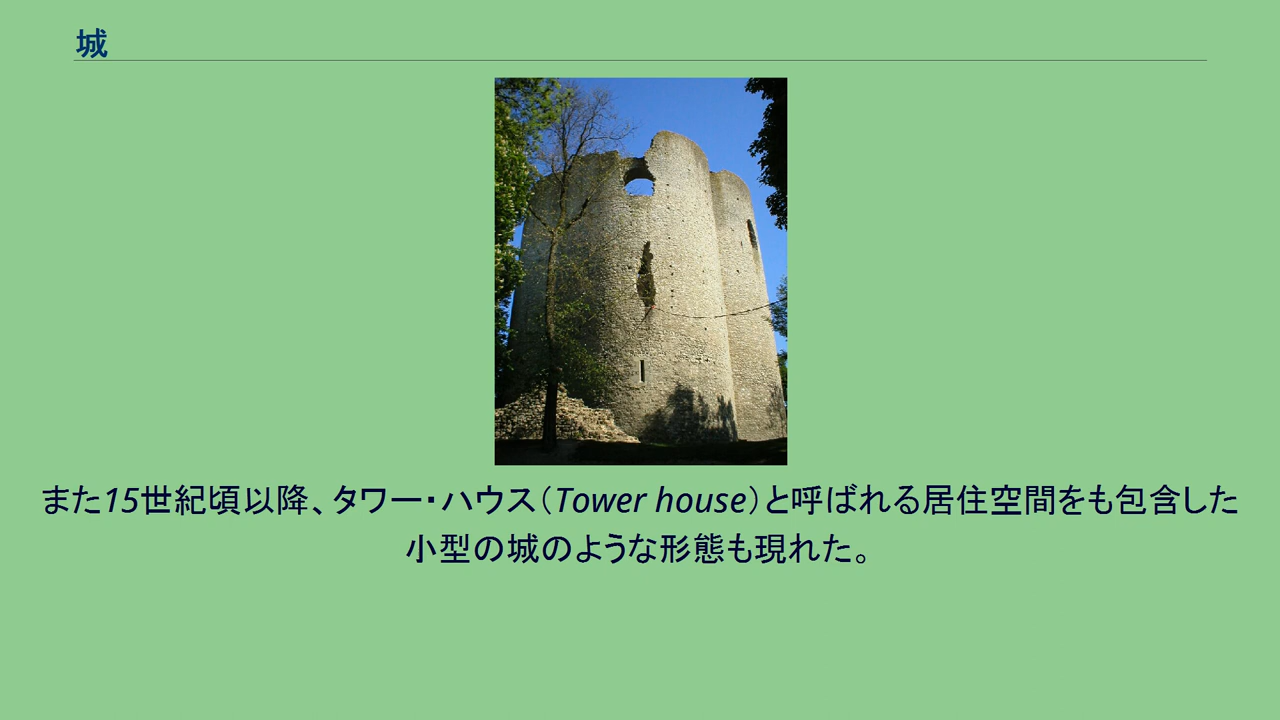 城
また15世紀頃以降、タワー・ハウス（Tower house）と呼ばれる居住空間をも包含した
小型の城のような形態も現れた。